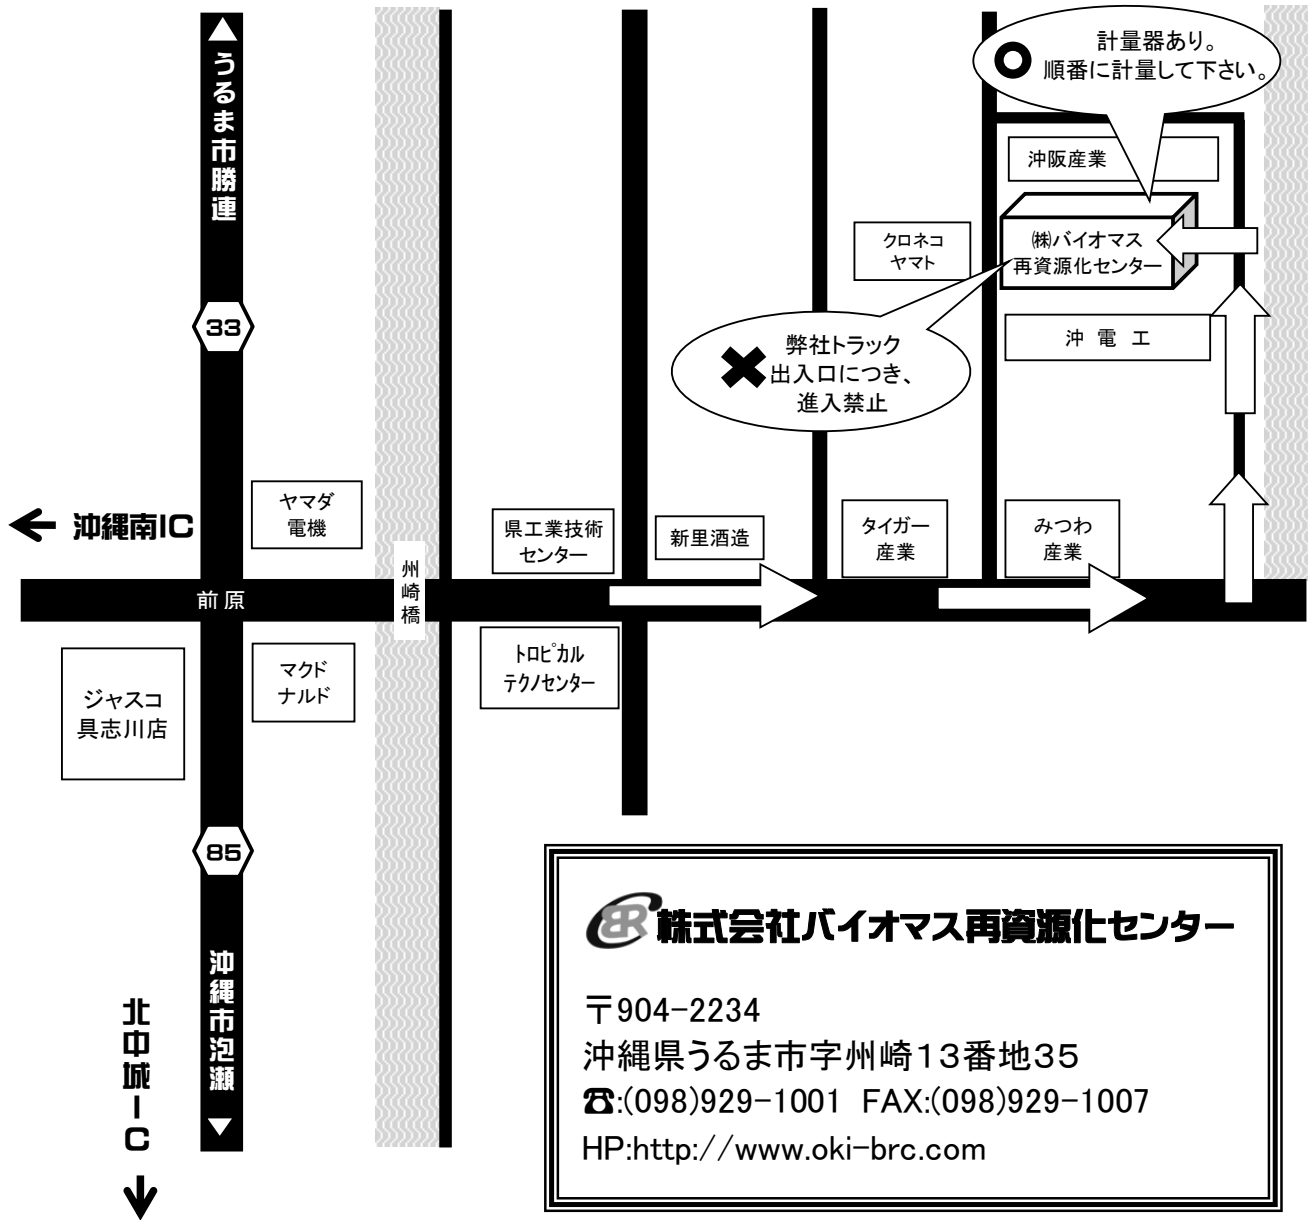 うるま市勝連
計量器あり。
順番に計量して下さい。
沖阪産業
クロネコ
ヤマト
㈱バイオマス
再資源化センター
33
弊社トラック
出入口につき、
進入禁止
沖 電 工
沖縄南IC
ヤマダ
電機
県工業技術
センター
新里酒造
タイガー
産業
みつわ
産業
前原
州崎橋
ジャスコ
具志川店
マクド
ナルド
トロピカル
テクノセンター
85
沖縄市泡瀬
北中城IC
BR
株式会社バイオマス再資源化センター
〒904-2234
沖縄県うるま市字州崎13番地35
☎:(098)929-1001 FAX:(098)929-1007
HP:http://www.oki-brc.com